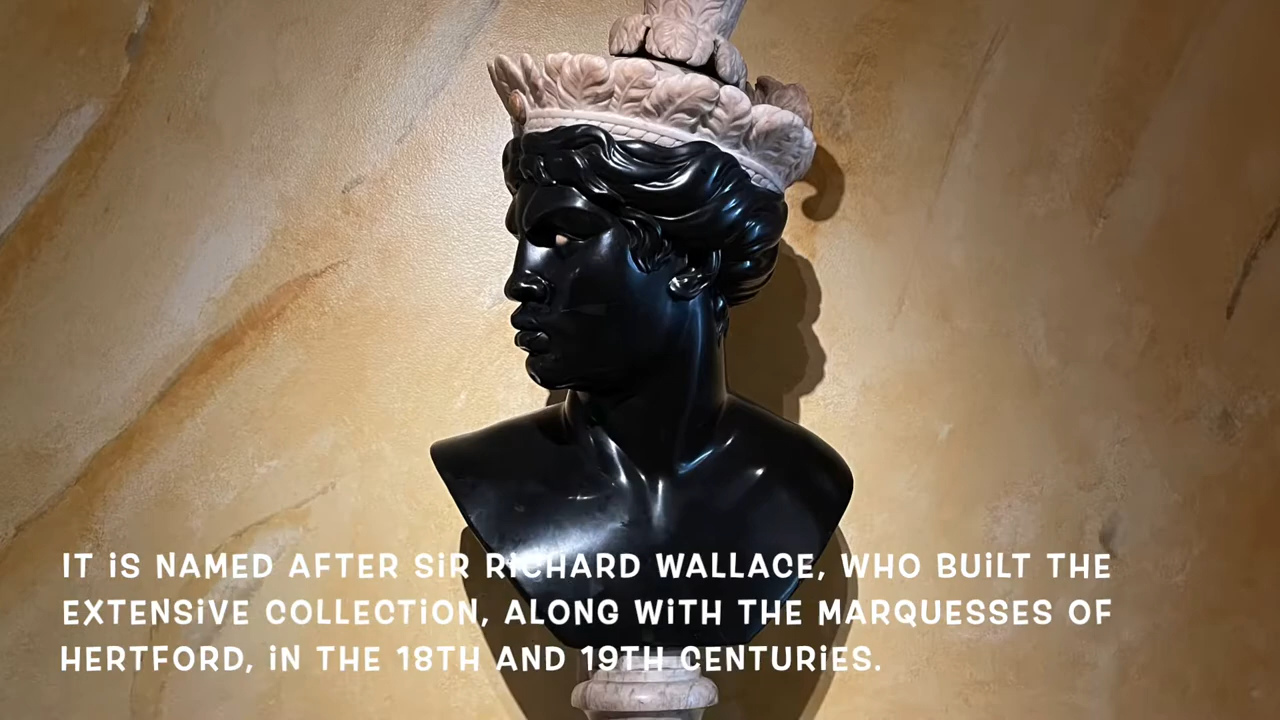 IT IS NAMED AFTER SIR RICHARD WALLACE, WHO BUILT THE
EXTENSIVE COLLECTION, ALONG WITH THE MARQUESSES OF
HERTFORD, IN THE 18TH AND 19TH CENTURIES.